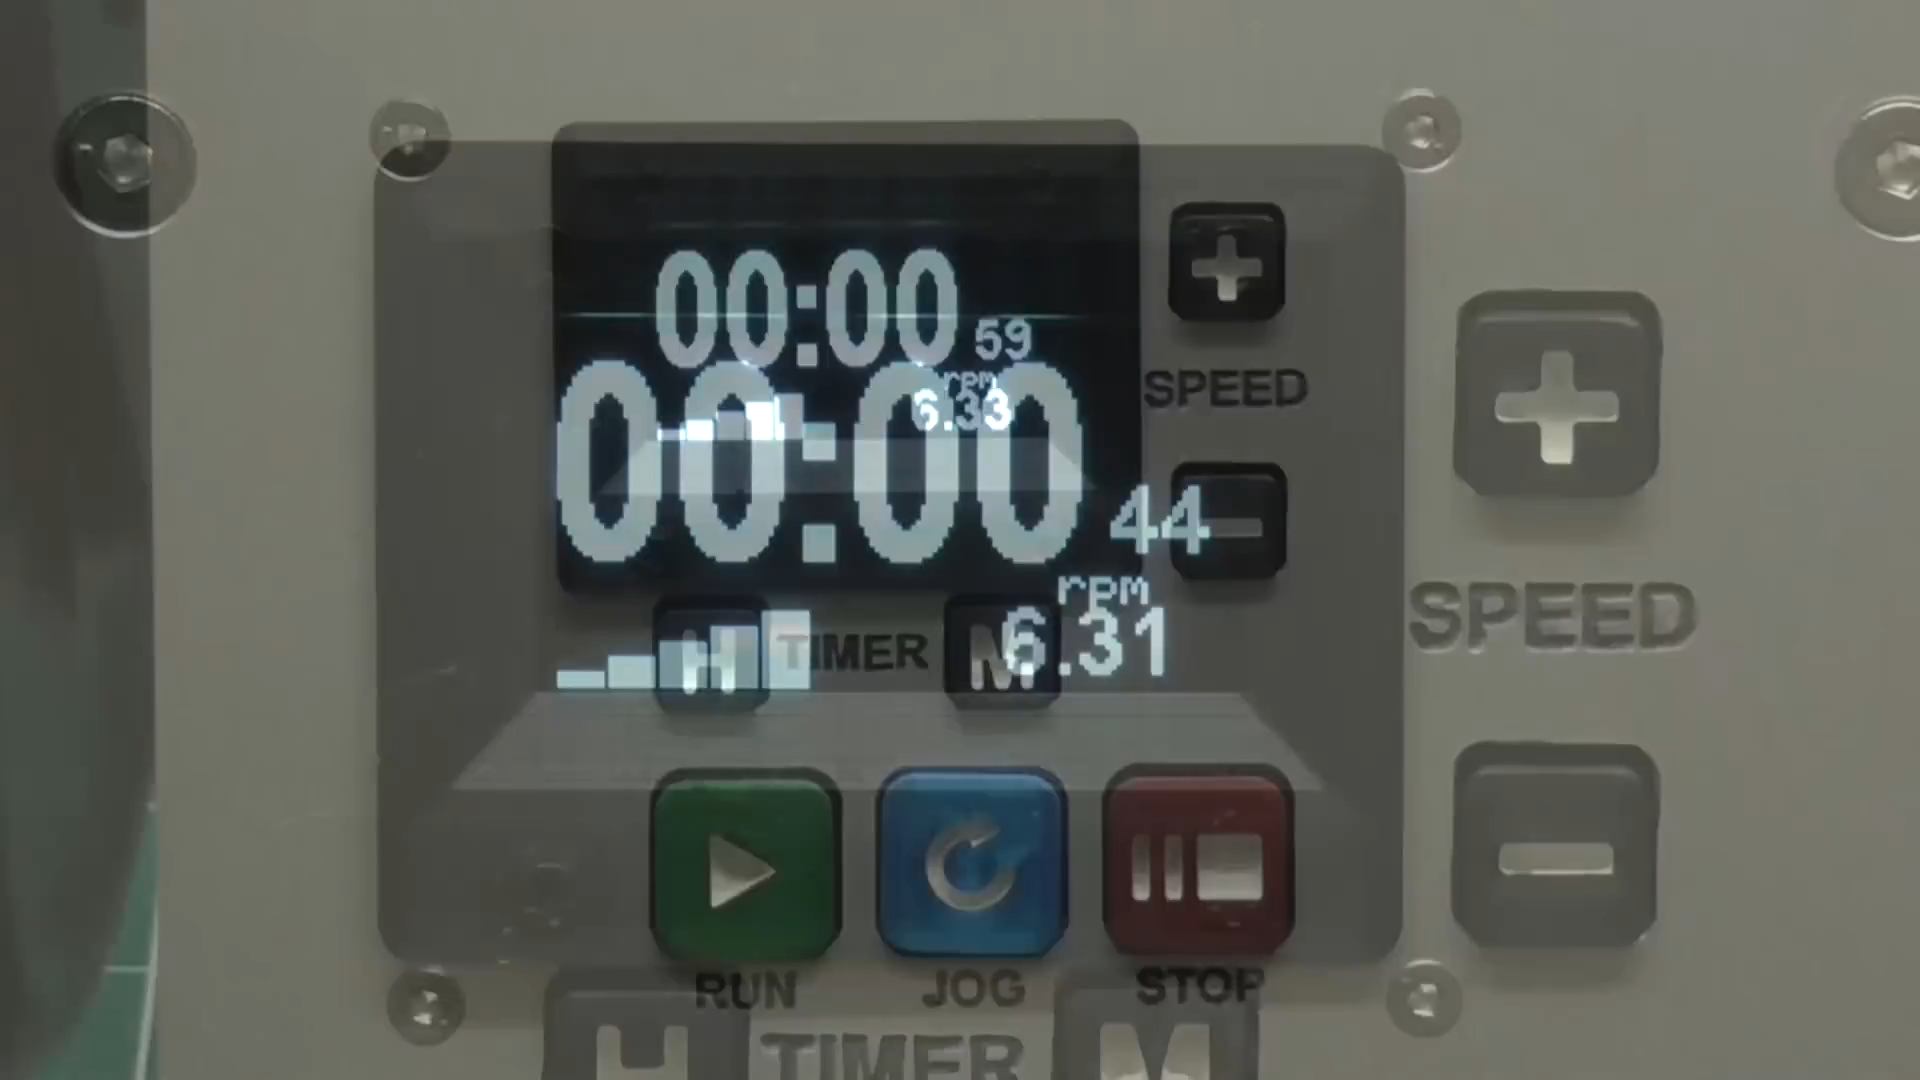 00:00 59
rpm
6.33
SPEED
00:00 44
rpm
6.31
H TIMER M
SPEED
RUN JOG STOP
H TIMER M